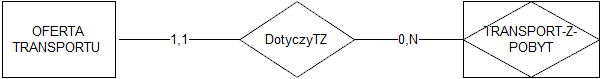 OFERTA
TRANSPORTU
1,1
DotyczyTZ
0,N
TRANSPORT-Z-
POBYT